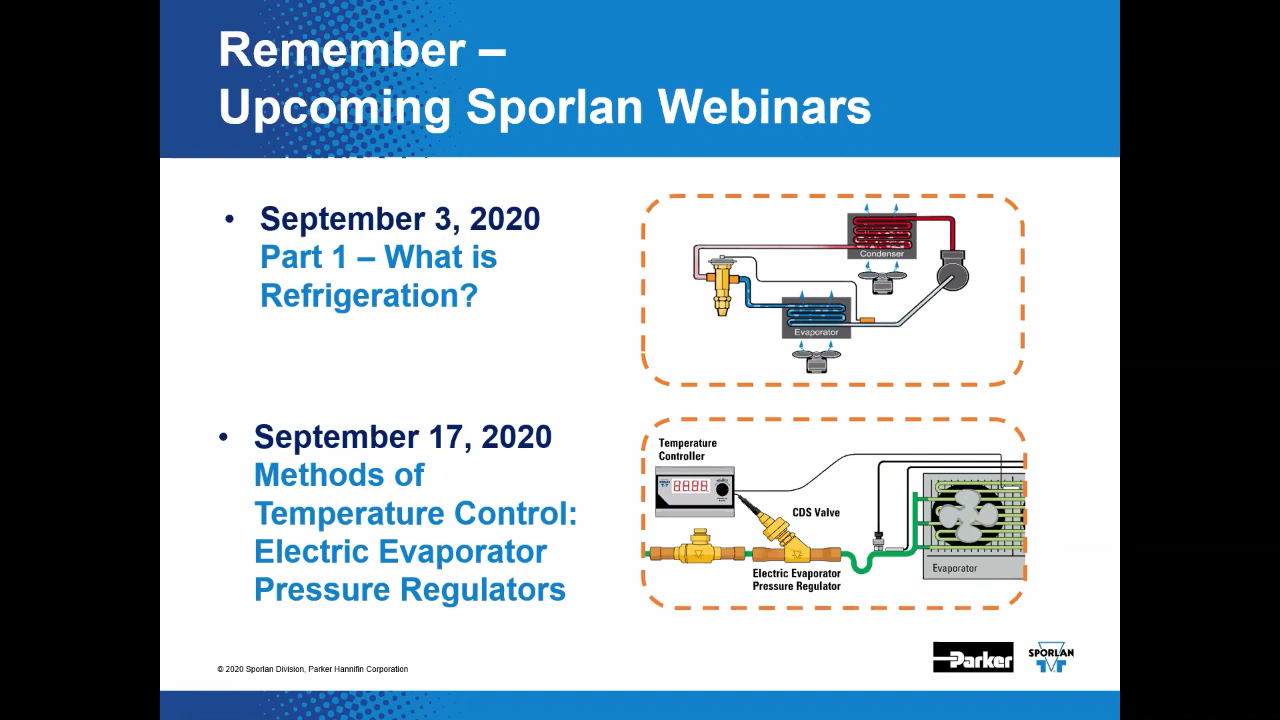 Remember –
Upcoming Sporlan Webinars
• September 3, 2020
Part 1 – What is
Refrigeration?
Condenser
Evaporator
• September 17, 2020
Methods of
Temperature Control:
Electric Evaporator
Pressure Regulators
Temperature
Controller
SPORLAN
8888
CDS Valve
Electric Evaporator
Pressure Regulator
Evaporator
© 2020 Sporlan Division, Parker Hannifin Corporation
Parker
SPORLAN